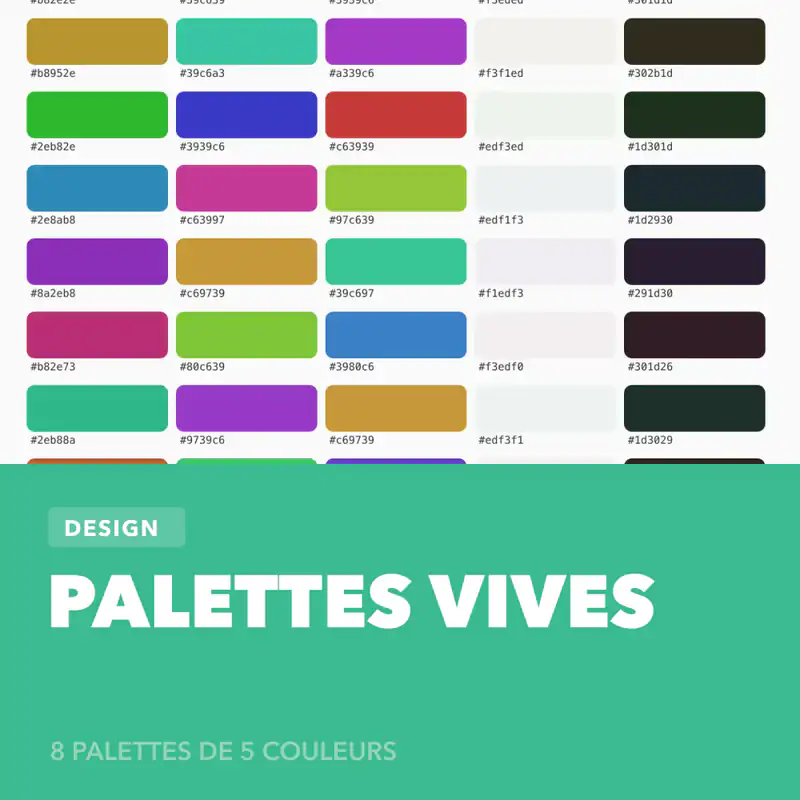 #b8952e #39c6a3 #a339c6 #f3f1ed #302b1d
#2eb82e #3939c6 #c63939 #edf3ed #1d301d
#2e8ab8 #c63997 #97c639 #edf1f3 #1d2930
#8a2eb8 #c69739 #39c697 #f1edf3 #291d30
#b82e73 #80c639 #3980c6 #f3edf0 #301d26
#2eb88a #9739c6 #c69739 #edf3f1 #1d3029
DESIGN
PALETTES VIVES
8 PALETTES DE 5 COULEURS